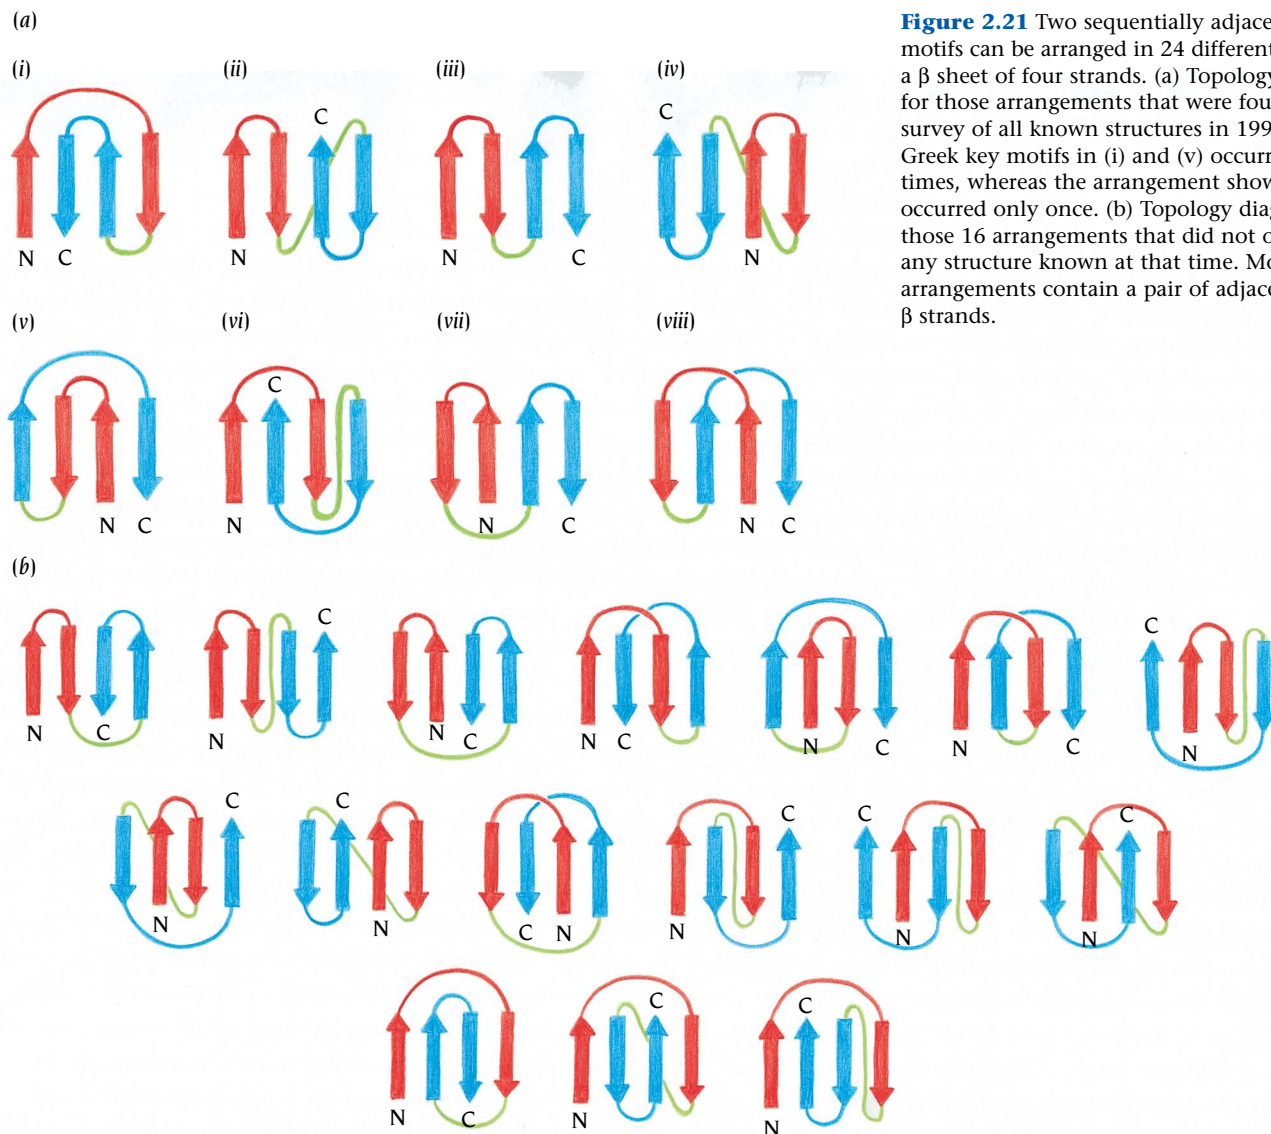 (a)
Figure 2.21 Two sequentially adjace
motifs can be arranged in 24 different
a β sheet of four strands. (a) Topology
for those arrangements that were fou
survey of all known structures in 199
Greek key motifs in (i) and (v) occurr
times, whereas the arrangement show
occurred only once. (b) Topology diag
those 16 arrangements that did not o
any structure known at that time. Mo
arrangements contain a pair of adjace
β strands.
(i) (ii) (iii) (iv)
C C
N C N N C N
(v) (vi) (vii) (viii)
C
N C N N C N C
(b)
C C
N C N N C N C N C N C N
C C
N N C N
C C C
N N N
C C
N C N N